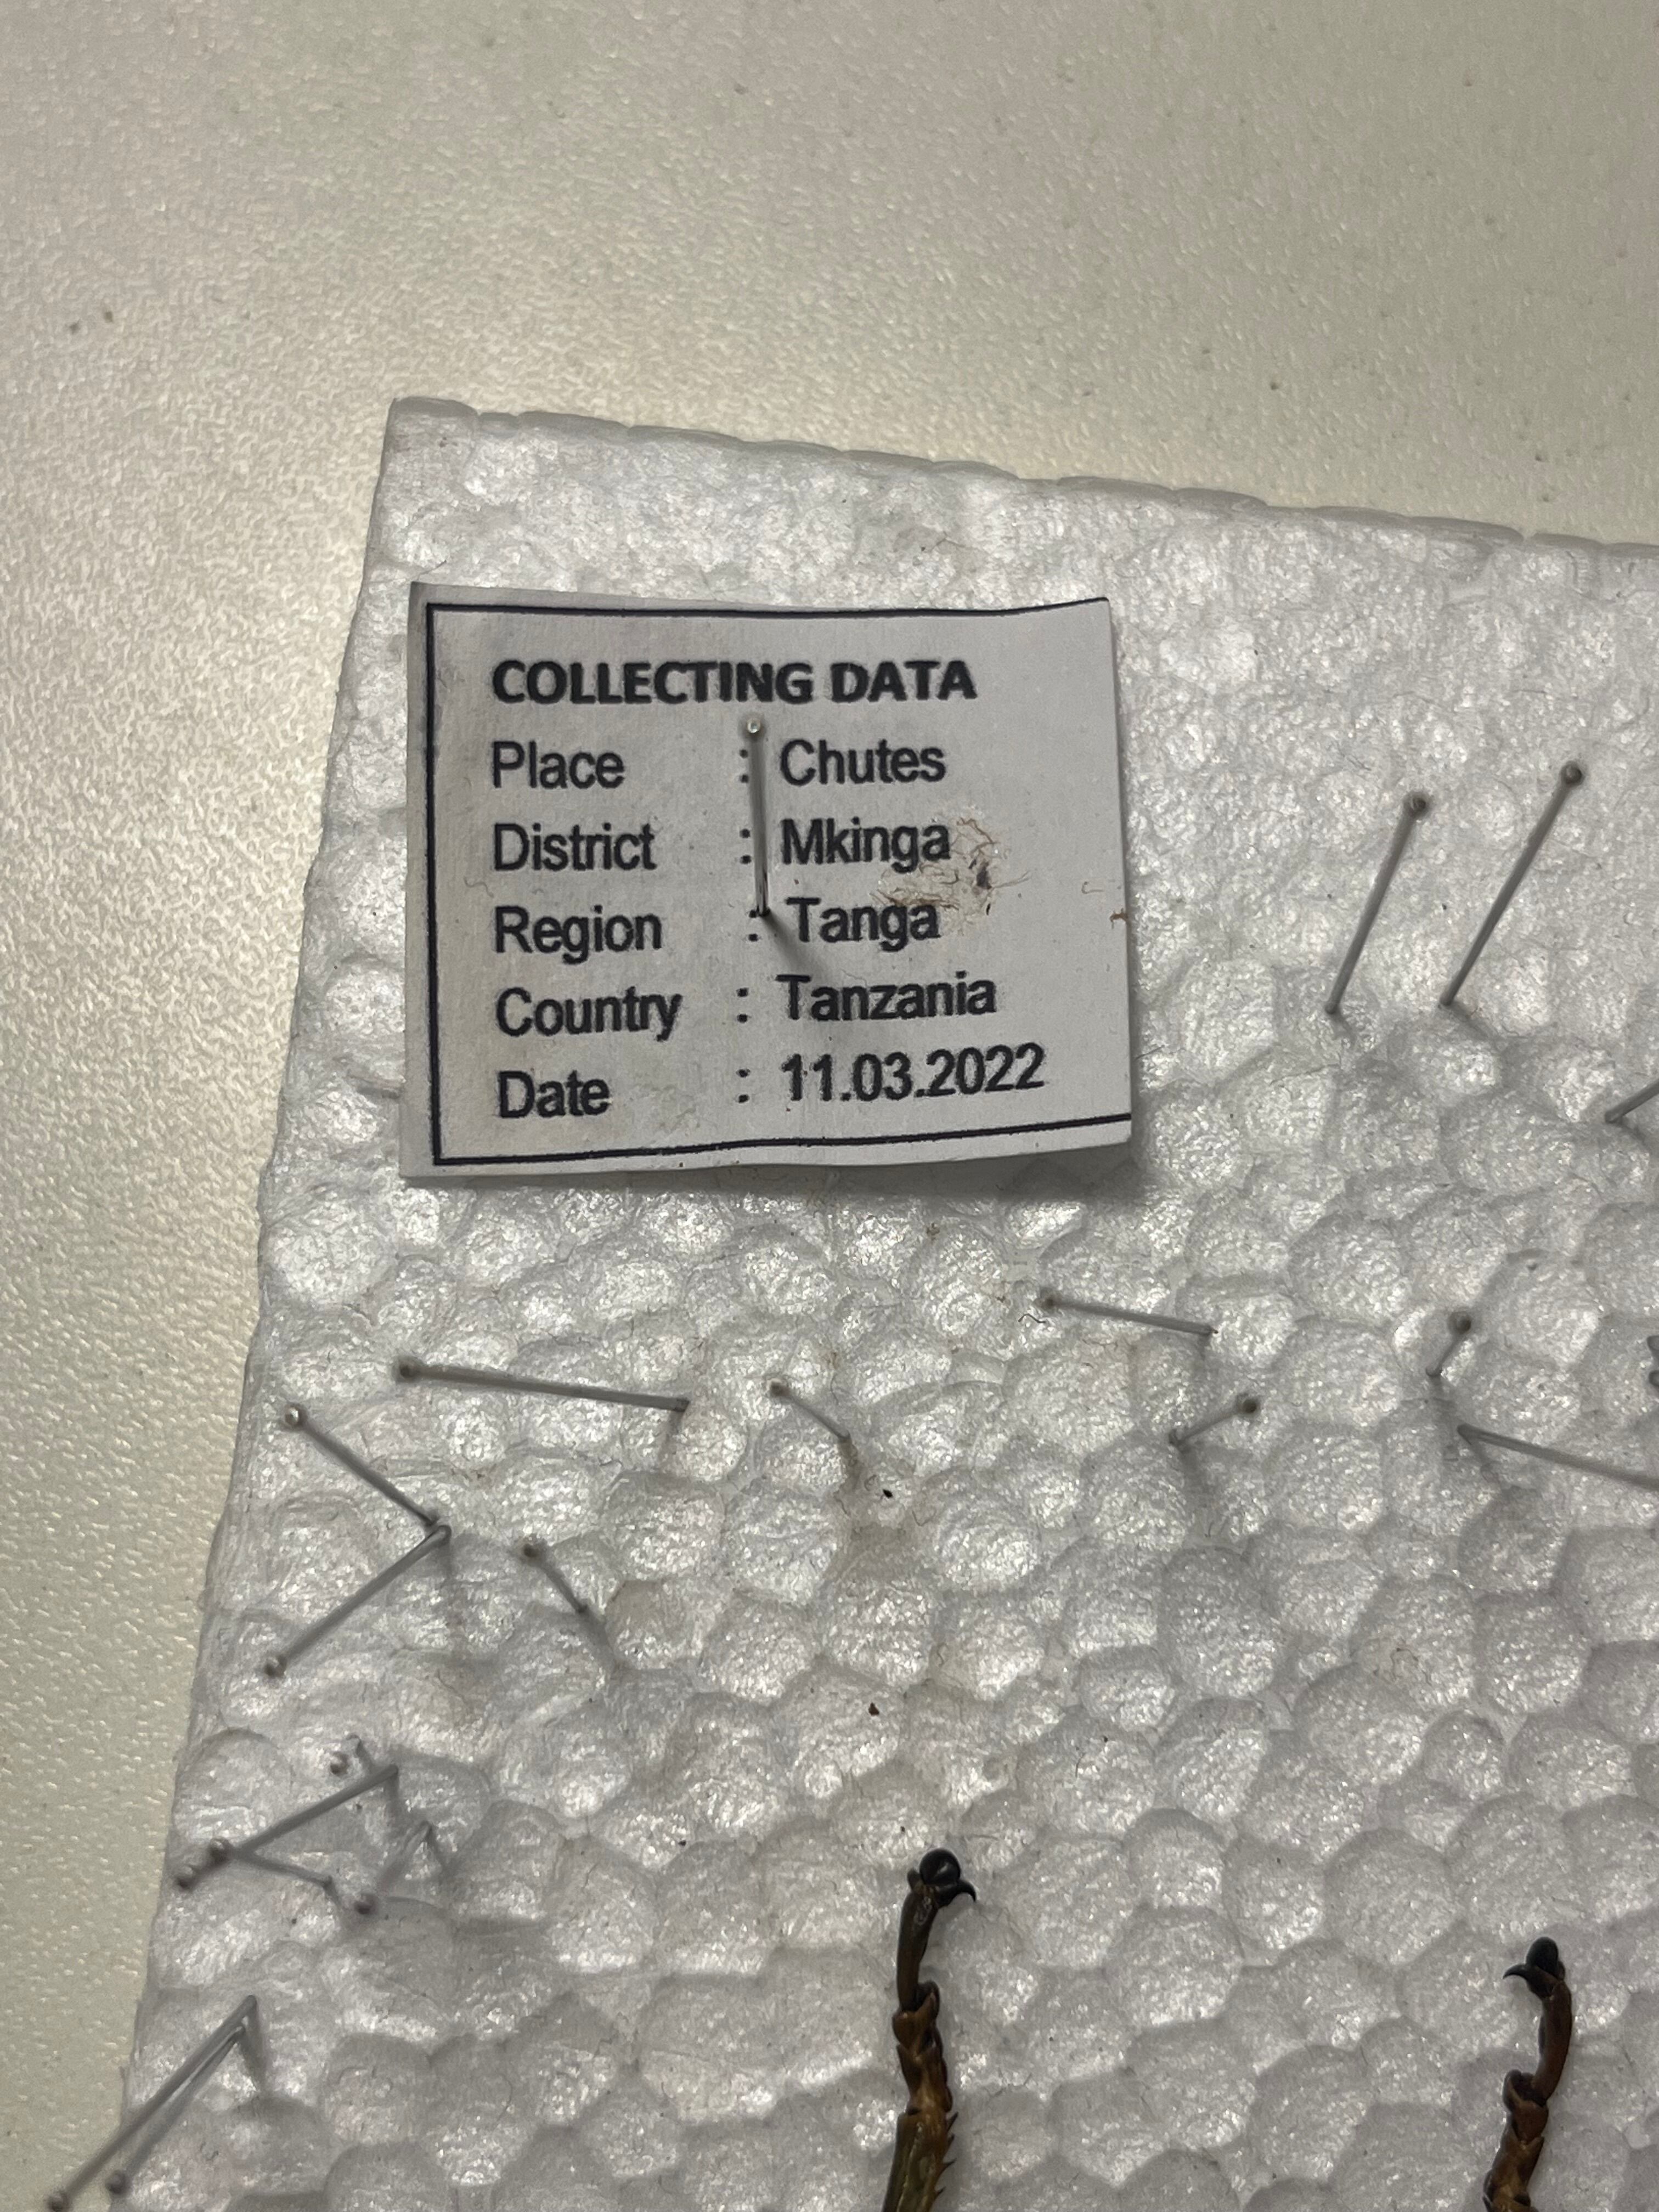 COLLECTING DATA
Place : Chutes
District : Mkinga
Region : Tanga
Country : Tanzania
Date : 11.03.2022